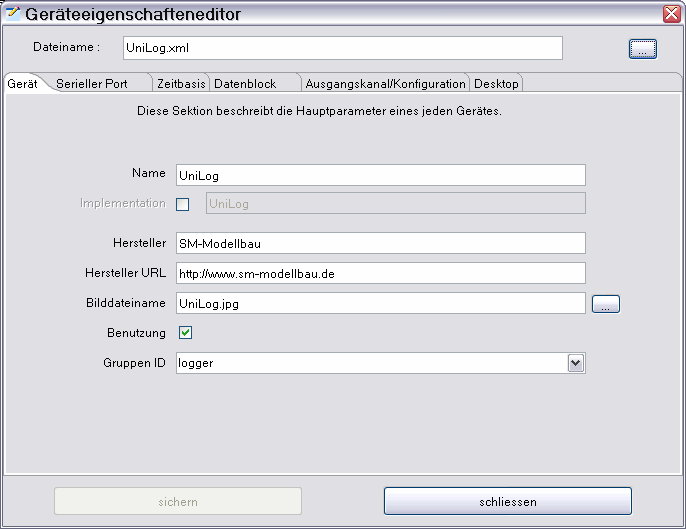 Geräteeigenschafteneditor
Dateiname : UniLog.xml ...
Gerät Serieller Port Zeitbasis Datenblock Ausgangskanal/Konfiguration Desktop
Diese Sektion beschreibt die Hauptparameter eines jeden Gerätes.
Name UniLog
Implementation UniLog
Hersteller SM-Modellbau
Hersteller URL http://www.sm-modellbau.de
Bilddateiname UniLog.jpg ...
Benutzung
Gruppen ID logger
sichern schliessen